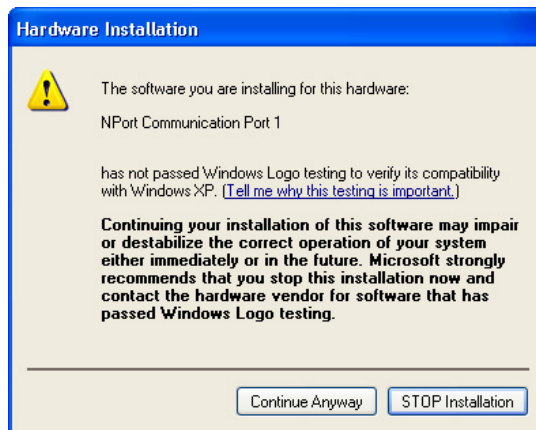 Hardware Installation
The software you are installing for this hardware:
NPort Communication Port 1
has not passed Windows Logo testing to verify its compatibility
with Windows XP. (Tell me why this testing is important.)
Continuing your installation of this software may impair
or destabilize the correct operation of your system
either immediately or in the future. Microsoft strongly
recommends that you stop this installation now and
contact the hardware vendor for software that has
passed Windows Logo testing.
Continue Anyway
STOP Installation